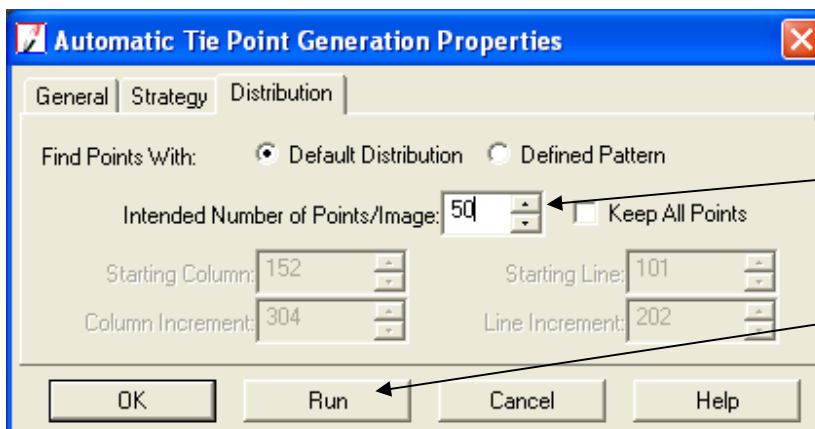 Automatic Tie Point Generation Properties
General Strategy Distribution
Find Points With: Default Distribution Defined Pattern
Intended Number of Points/Image: 50 Keep All Points
Starting Column: 152 Starting Line: 101
Column Increment: 304 Line Increment: 202
OK Run Cancel Help